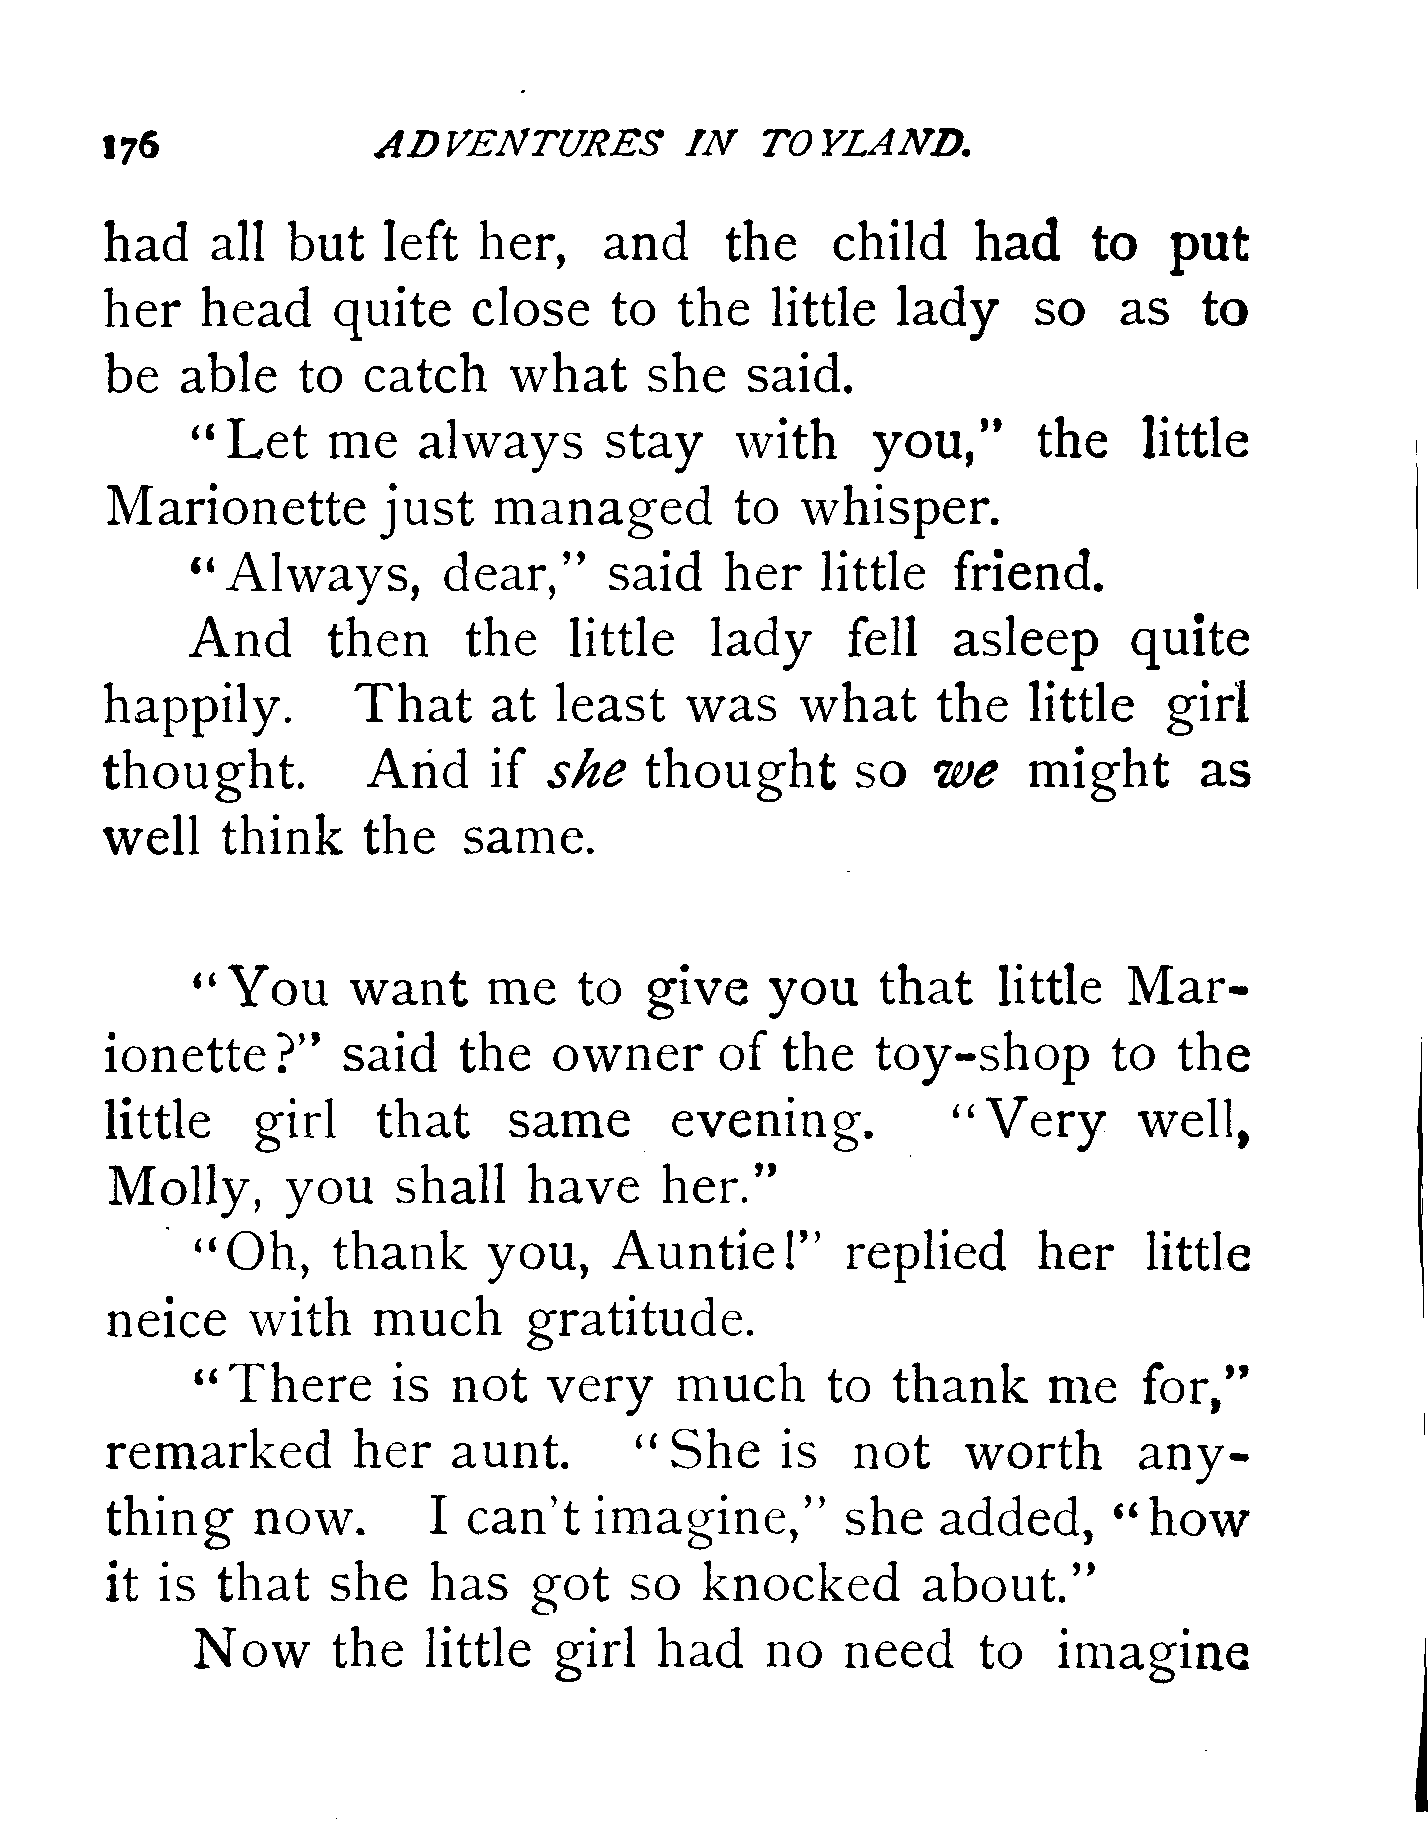 176 ADVENTURES IN TOYLAND.
had all but left her, and the child had to put
her head quite close to the little lady so as to
be able to catch what she said.
"Let me always stay with you," the little
Marionette just managed to whisper.
"Always, dear," said her little friend.
And then the little lady fell asleep quite
happily. That at least was what the little girl
thought. And if she thought so we might as
well think the same.
"You want me to give you that little Mar-
ionette?" said the owner of the toy-shop to the
little girl that same evening. "Very well,
Molly, you shall have her."
"Oh, thank you, Auntie!" replied her little
neice with much gratitude.
"There is not very much to thank me for,"
remarked her aunt. "She is not worth any-
thing now. I can't imagine," she added, "how
it is that she has got so knocked about."
Now the little girl had no need to imagine